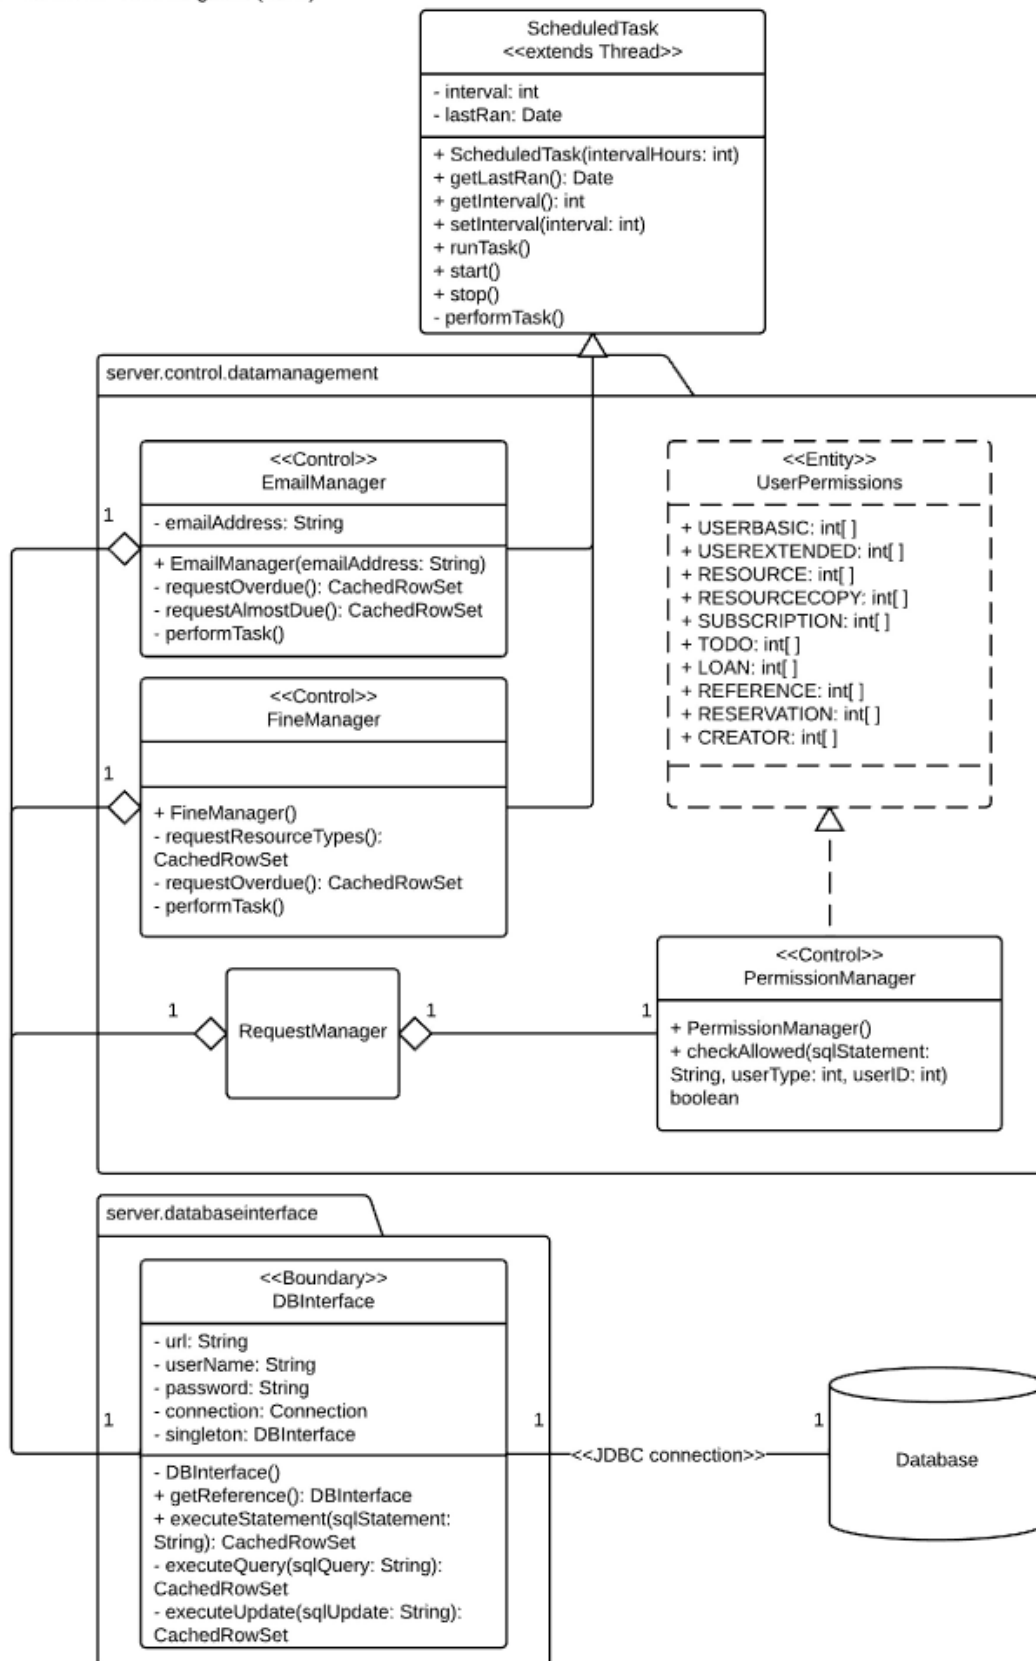 ScheduledTask
<<extends Thread>>
- interval: int
- lastRan: Date
+ ScheduledTask(intervalHours: int)
+ getLastRan(): Date
+ getInterval(): int
+ setInterval(interval: int)
+ runTask()
+ start()
+ stop()
- performTask()
server.control.datamanagement
<<Control>>
EmailManager
- emailAddress: String
+ EmailManager(emailAddress: String)
- requestOverdue(): CachedRowSet
- requestAlmostDue(): CachedRowSet
- performTask()
1
<<Entity>>
UserPermissions
+ USERBASIC: int[ ]
+ USEREXTENDED: int[ ]
+ RESOURCE: int[ ]
+ RESOURCECOPY: int[ ]
+ SUBSCRIPTION: int[ ]
+ TODO: int[ ]
+ LOAN: int[ ]
+ REFERENCE: int[ ]
+ RESERVATION: int[ ]
+ CREATOR: int[ ]
<<Control>>
FineManager
1
+ FineManager()
- requestResourceTypes():
CachedRowSet
- requestOverdue(): CachedRowSet
- performTask()
1
RequestManager
1
1
<<Control>>
PermissionManager
+ PermissionManager()
+ checkAllowed(sqlStatement:
String, userType: int, userID: int)
boolean
server.databaseinterface
<<Boundary>>
DBInterface
- url: String
- userName: String
- password: String
- connection: Connection
- singleton: DBInterface
- DBInterface()
+ getReference(): DBInterface
+ executeStatement(sqlStatement:
String): CachedRowSet
- executeQuery(sqlQuery: String):
CachedRowSet
- executeUpdate(sqlUpdate: String):
CachedRowSet
1
1
<<JDBC connection>>
1
Database